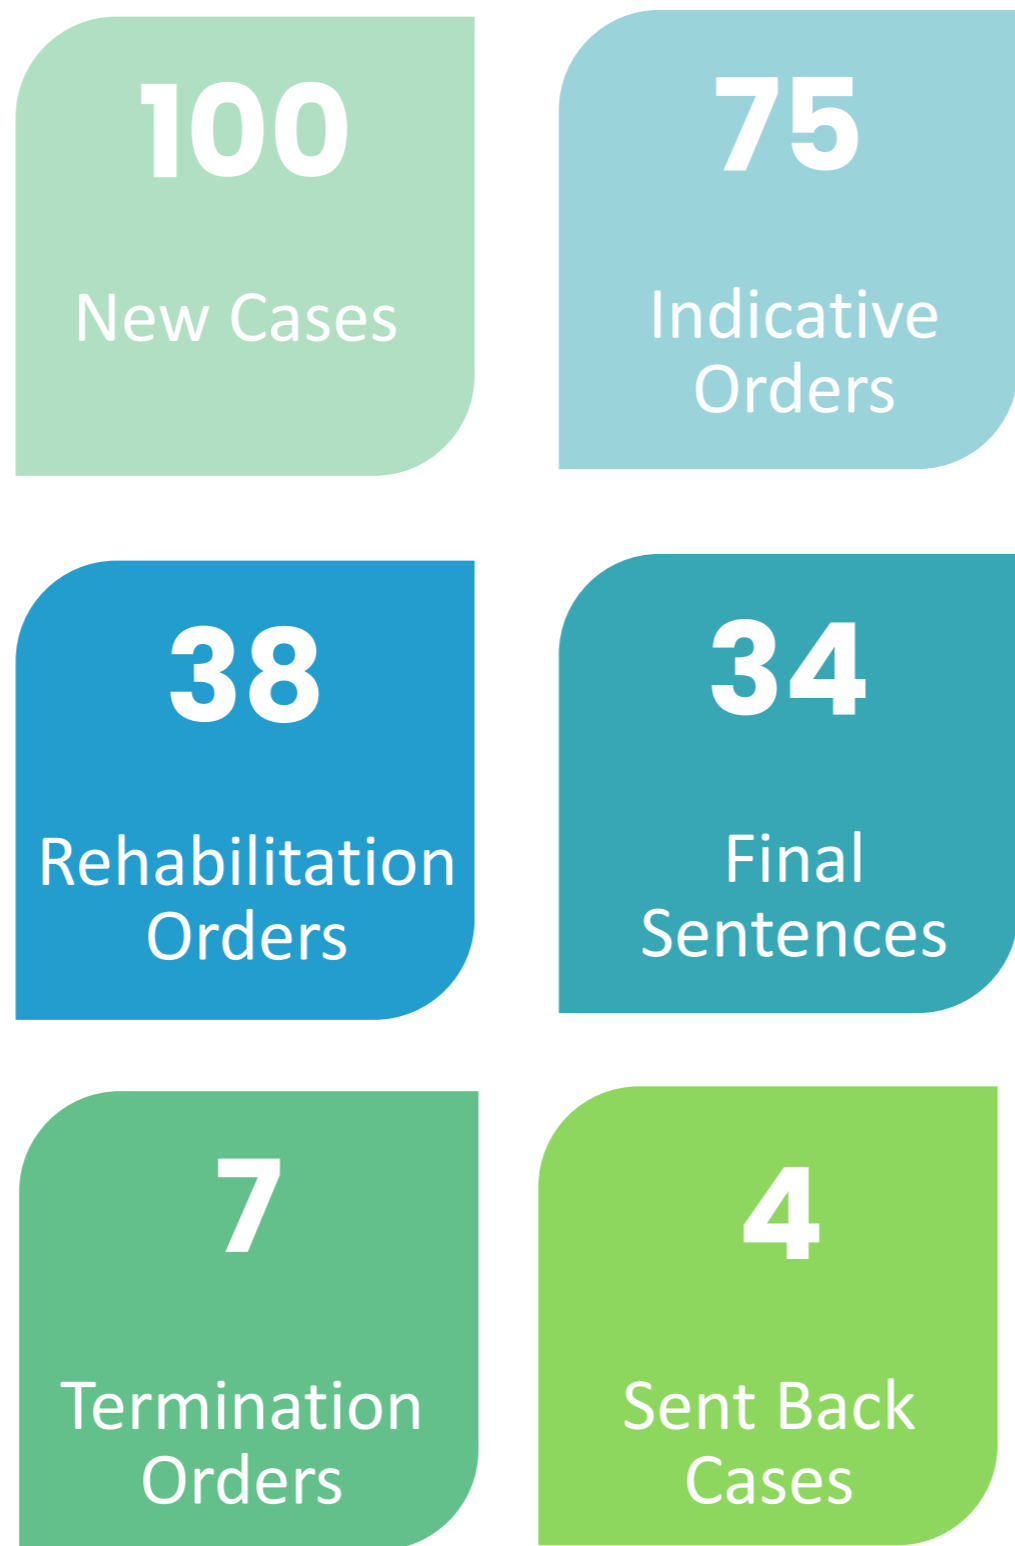 100
New Cases
75
Indicative
Orders
38
Rehabilitation
Orders
34
Final
Sentences
7
Termination
Orders
4
Sent Back
Cases